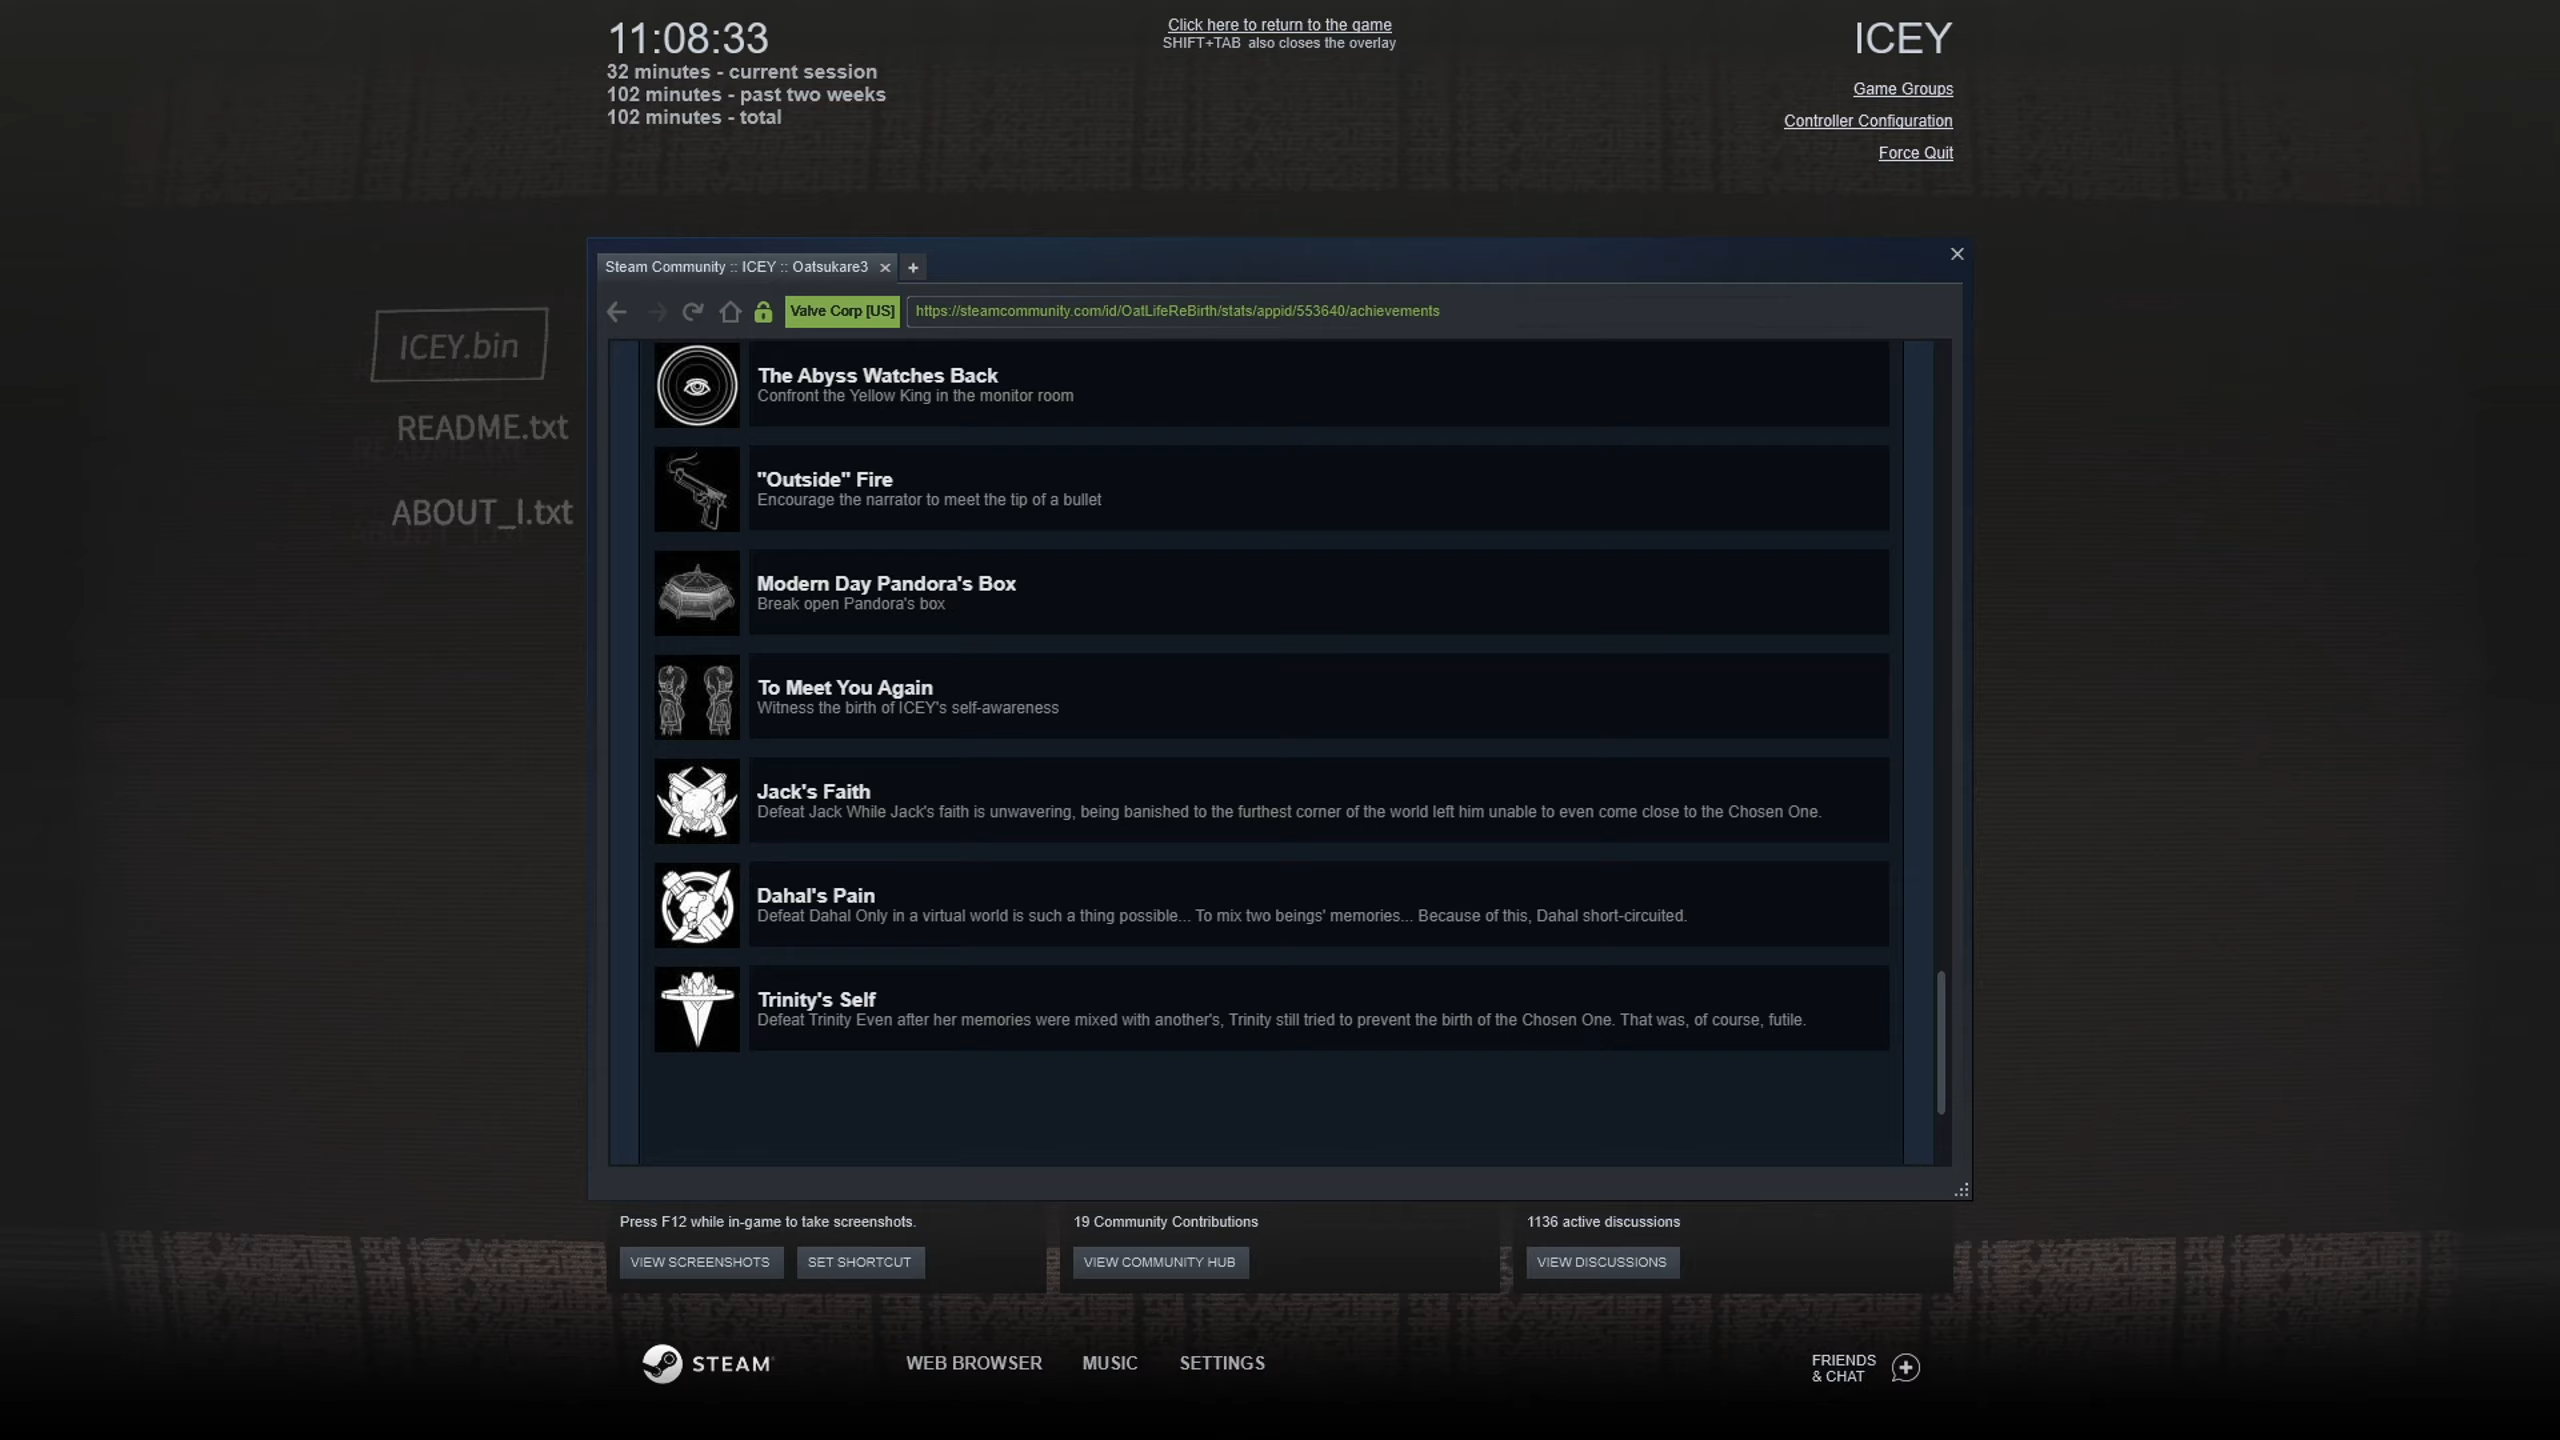 11:08:33
32 minutes - current session
102 minutes - past two weeks
102 minutes - total
Click here to return to the game
SHIFT+TAB also closes the overlay
ICEY
Game Groups
Controller Configuration
Force Quit
Steam Community :: ICEY :: Oatsukare3
Valve Corp [US]
https://steamcommunity.com/id/OatLifeReBirth/stats/appid/553640/achievements
ICEY.bin
README.txt
ABOUT_I.txt
The Abyss Watches Back
Confront the Yellow King in the monitor room
"Outside" Fire
Encourage the narrator to meet the tip of a bullet
Modern Day Pandora's Box
Break open Pandora's box
To Meet You Again
Witness the birth of ICEY's self-awareness
Jack's Faith
Defeat Jack While Jack's faith is unwavering, being banished to the furthest corner of the world left him unable to even come close to the Chosen One.
Dahal's Pain
Defeat Dahal Only in a virtual world is such a thing possible... To mix two beings' memories... Because of this, Dahal short-circuited.
Trinity's Self
Defeat Trinity Even after her memories were mixed with another's, Trinity still tried to prevent the birth of the Chosen One. That was, of course, futile.
Press F12 while in-game to take screenshots.
VIEW SCREENSHOTS
SET SHORTCUT
19 Community Contributions
VIEW COMMUNITY HUB
1136 active discussions
VIEW DISCUSSIONS
STEAM
WEB BROWSER
MUSIC
SETTINGS
FRIENDS
& CHAT